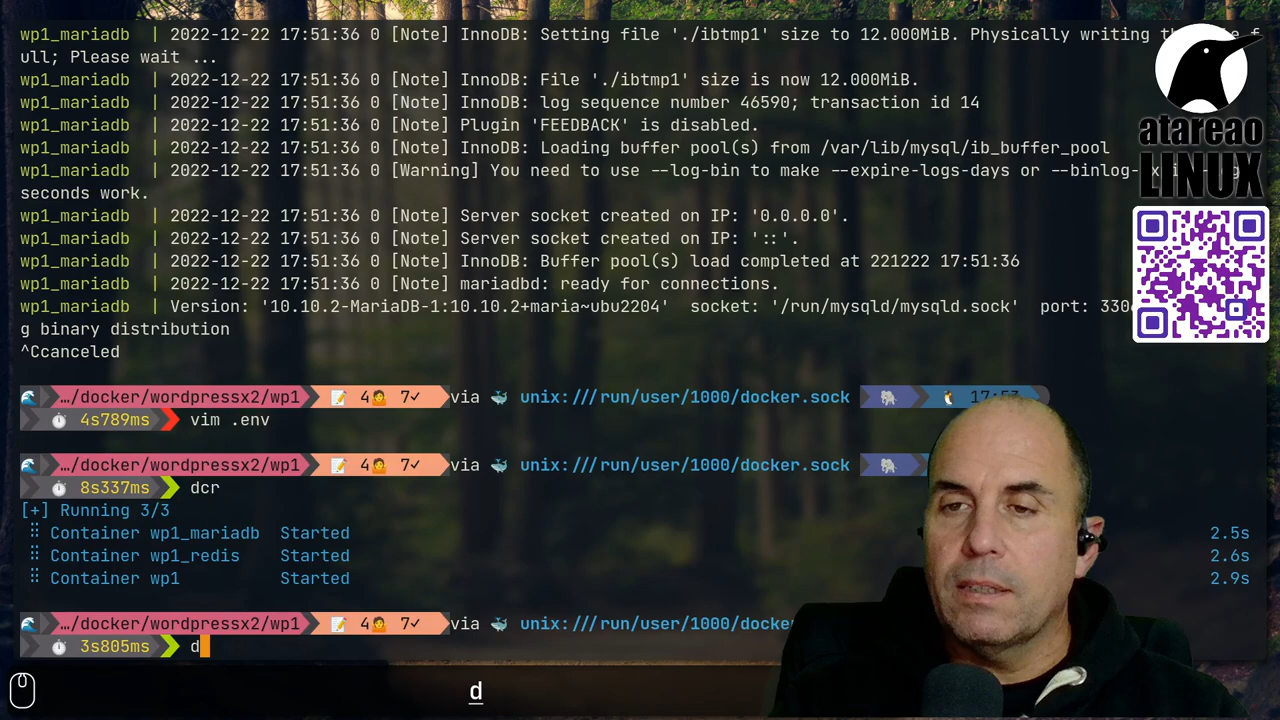 wp1_mariadb  | 2022-12-22 17:51:36 0 [Note] InnoDB: Setting file './ibtmp1' size to 12.000MiB. Physically writing the file f
ull; Please wait ...
wp1_mariadb  | 2022-12-22 17:51:36 0 [Note] InnoDB: File './ibtmp1' size is now 12.000MiB.
wp1_mariadb  | 2022-12-22 17:51:36 0 [Note] InnoDB: log sequence number 46590; transaction id 14
wp1_mariadb  | 2022-12-22 17:51:36 0 [Note] Plugin 'FEEDBACK' is disabled.
wp1_mariadb  | 2022-12-22 17:51:36 0 [Note] InnoDB: Loading buffer pool(s) from /var/lib/mysql/ib_buffer_pool
wp1_mariadb  | 2022-12-22 17:51:36 0 [Warning] You need to use --log-bin to make --expire-logs-days or --binlog-
seconds work.
wp1_mariadb  | 2022-12-22 17:51:36 0 [Note] Server socket created on IP: '0.0.0.0'.
wp1_mariadb  | 2022-12-22 17:51:36 0 [Note] Server socket created on IP: '::'.
wp1_mariadb  | 2022-12-22 17:51:36 0 [Note] InnoDB: Buffer pool(s) load completed at 221222 17:51:36
wp1_mariadb  | 2022-12-22 17:51:36 0 [Note] mariadbd: ready for connections.
wp1_mariadb  | Version: '10.10.2-MariaDB-1:10.10.2+maria~ubu2204'  socket: '/run/mysqld/mysqld.sock'  port: 330
g binary distribution
^Ccanceled
…/docker/wordpressx2/wp1 4 7✓ via unix:///run/user/1000/docker.sock
4s789ms vim .env
…/docker/wordpressx2/wp1 4 7✓ via unix:///run/user/1000/docker.sock
8s337ms dcr
[+] Running 3/3
Container wp1_mariadb  Started 2.5s
Container wp1_redis    Started 2.6s
Container wp1          Started 2.9s
…/docker/wordpressx2/wp1 4 7✓ via unix:///run/user/1000/docker
3s805ms d
d
atareao
LINUX